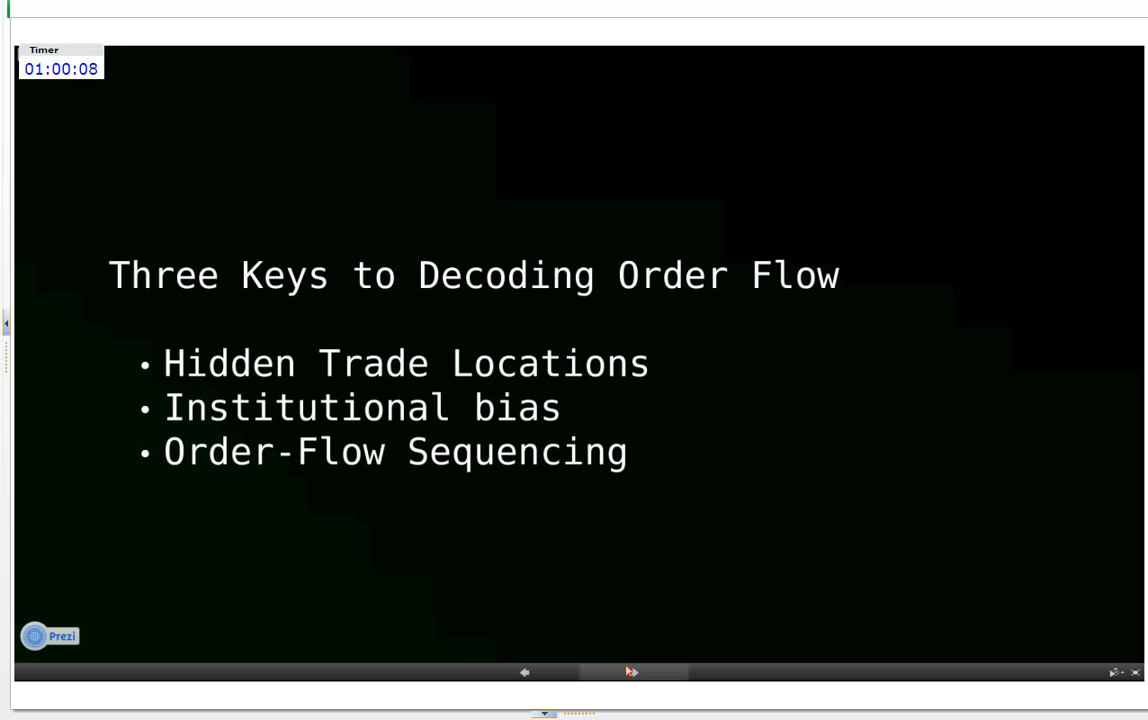 Timer
01:00:08
Three Keys to Decoding Order Flow
• Hidden Trade Locations
• Institutional bias
• Order-Flow Sequencing
Prezi